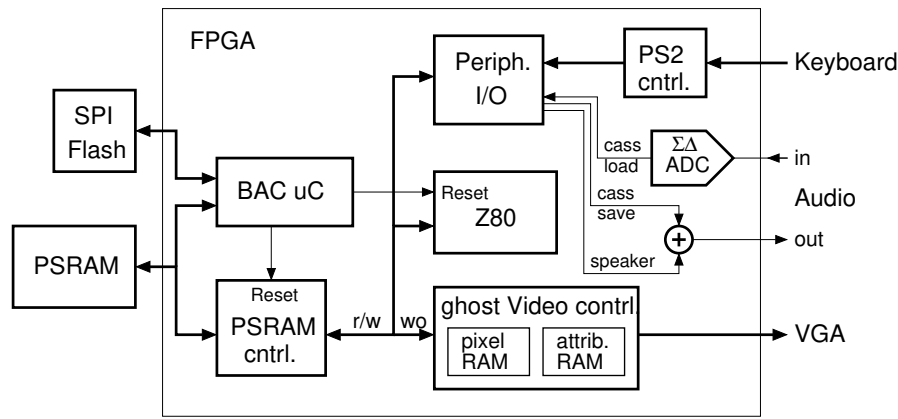 FPGA
Periph.
I/O
PS2
cntrl.
Keyboard
SPI
Flash
cass
load
ΣΔ
ADC
in
BAC uC
Reset
Z80
cass
save
Audio
out
PSRAM
speaker
Reset
PSRAM
cntrl.
r/w
wo
ghost Video contrl.
pixel
RAM
attrib.
RAM
VGA